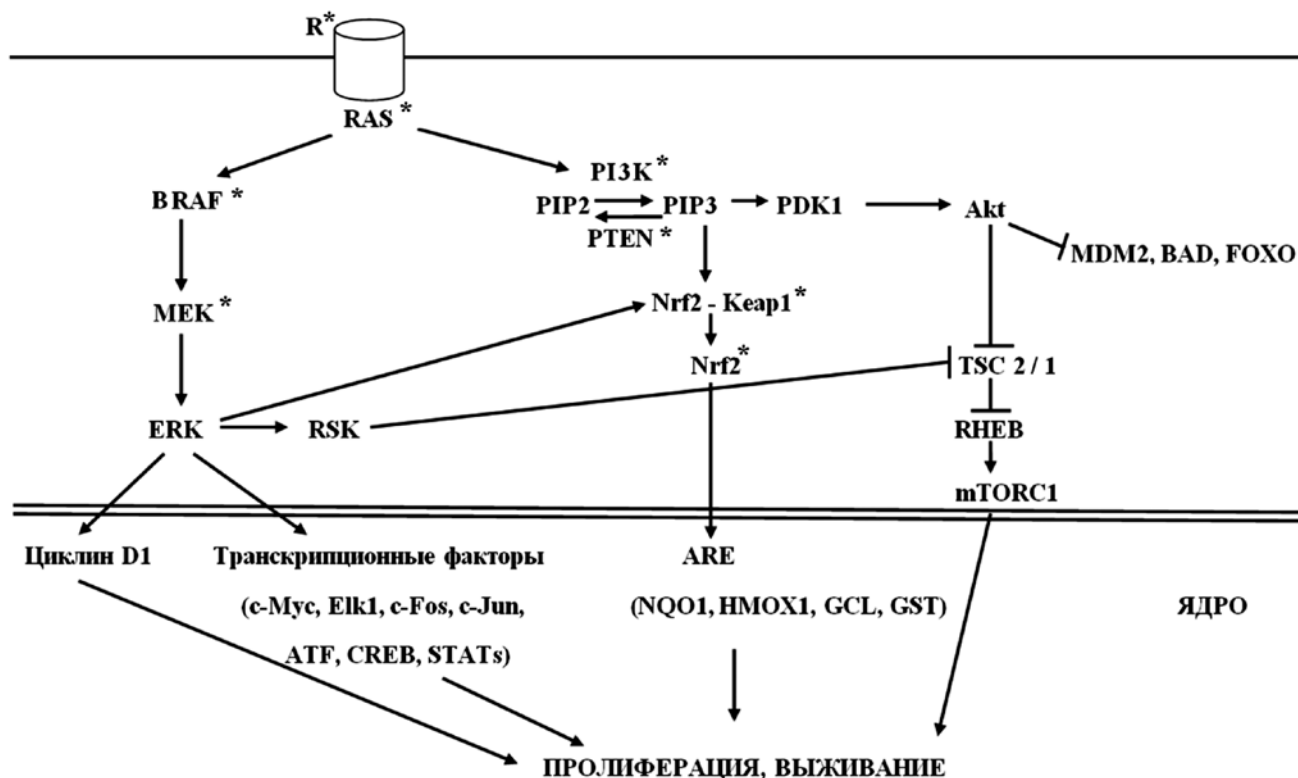 R*
RAS *
BRAF *
PI3K *
PIP2
PIP3
PDK1
Akt
PTEN *
MDM2, BAD, FOXO
MEK *
Nrf2 - Keap1 *
Nrf2 *
TSC 2 / 1
ERK
RSK
RHEB
mTORC1
Циклин D1
Транскрипционные факторы
ARE
(c-Myc, Elk1, c-Fos, c-Jun,
(NQO1, HMOX1, GCL, GST)
ЯДРО
ATF, CREB, STATs)
ПРОЛИФЕРАЦИЯ, ВЫЖИВАНИЕ